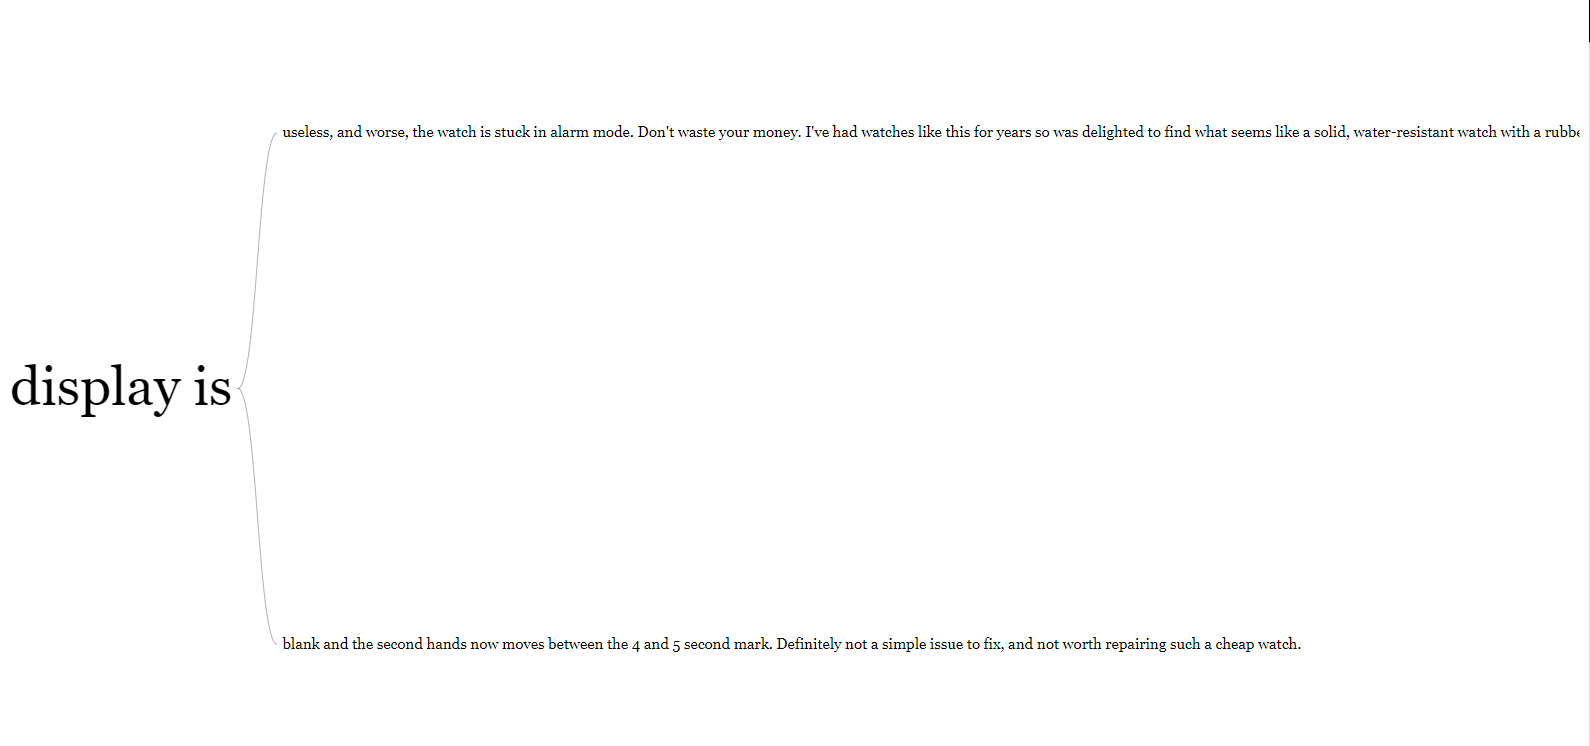 useless, and worse, the watch is stuck in alarm mode. Don't waste your money. I've had watches like this for years so was delighted to find what seems like a solid, water-resistant watch with a
display is
blank and the second hands now moves between the 4 and 5 second mark. Definitely not a simple issue to fix, and not worth repairing such a cheap watch.